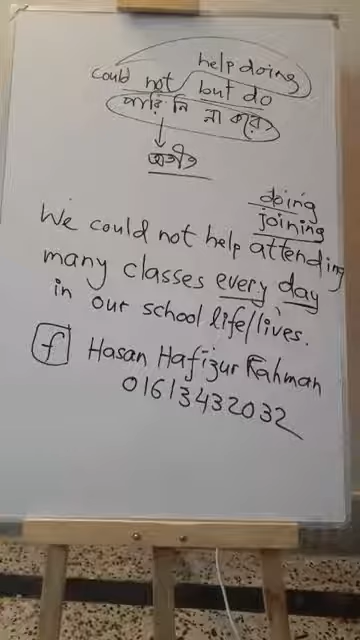 help doing
could not but do
পারি নি না করে
অতীত
doing
joining
We could not help attending
many classes every day
in our school life/lives.
f Hasan Hafizur Rahman
01613432032